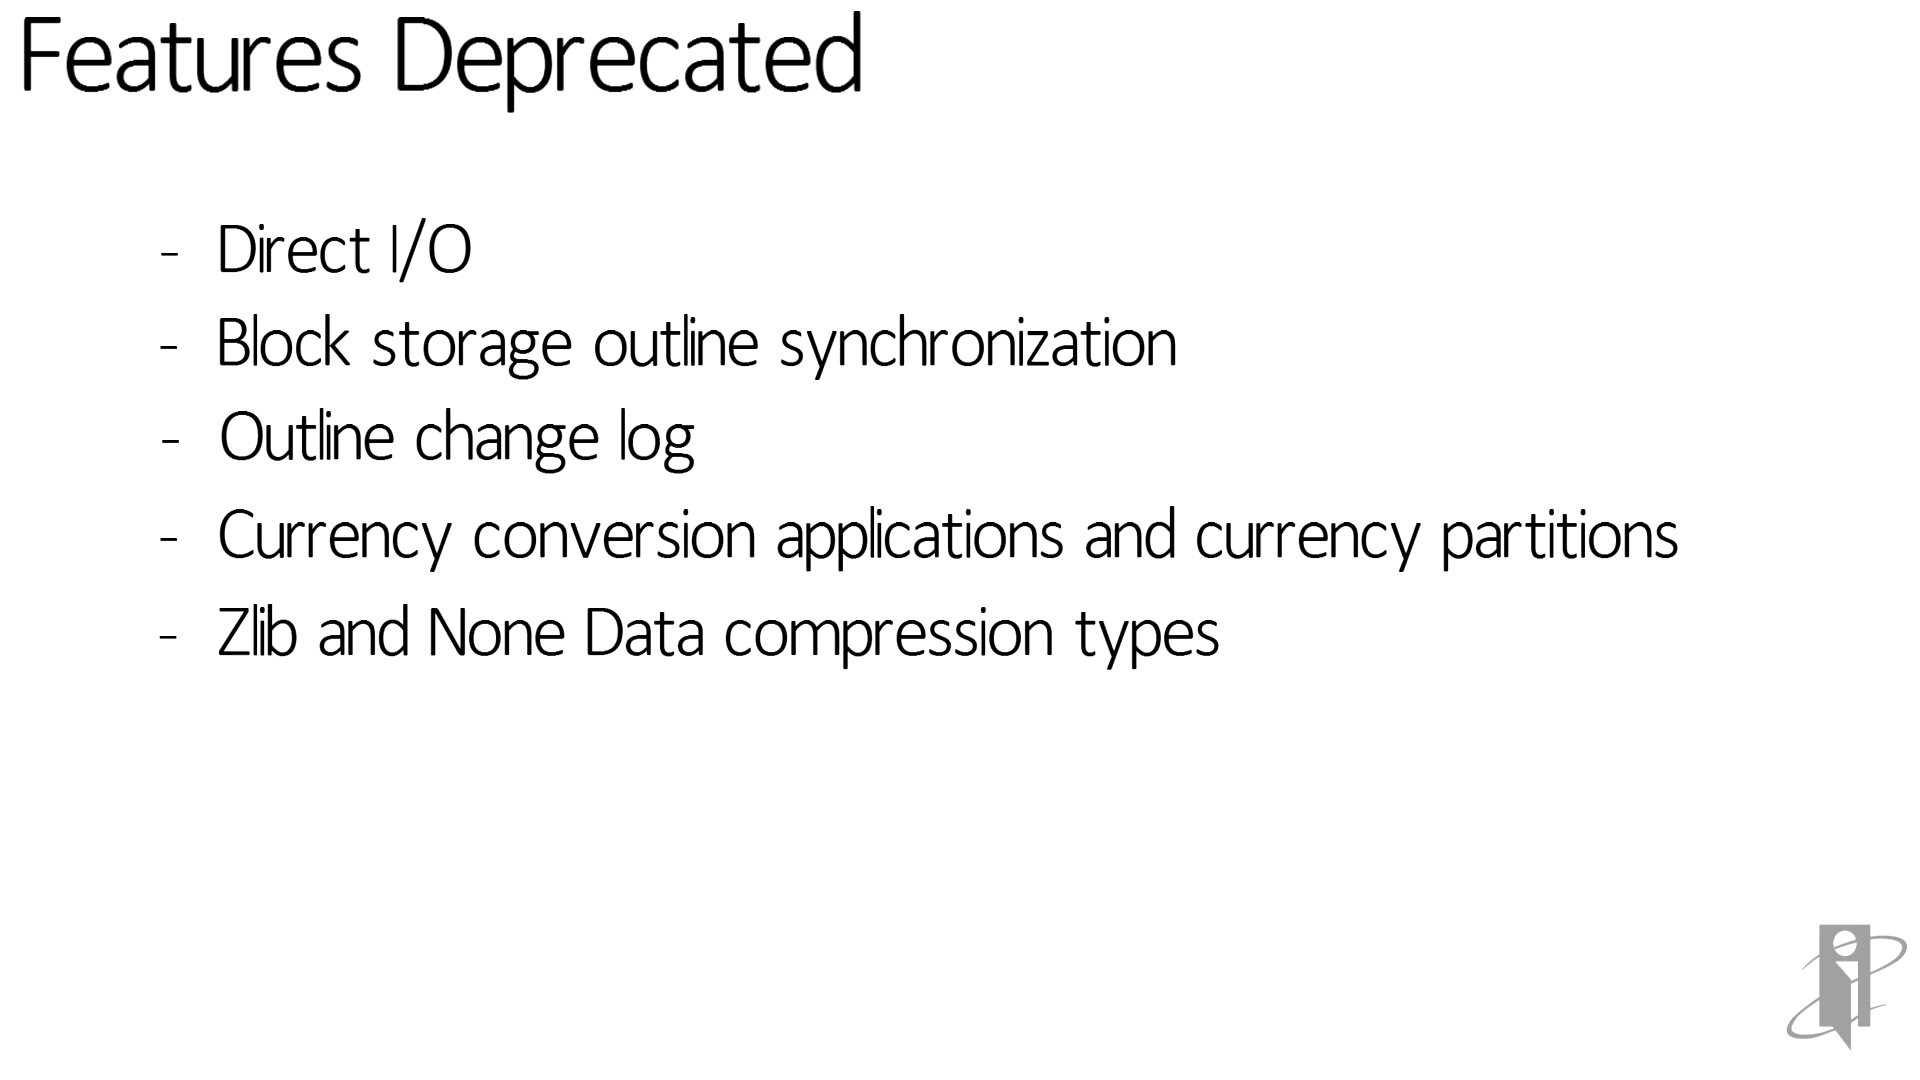 Features Deprecated
- Direct I/O
- Block storage outline synchronization
- Outline change log
- Currency conversion applications and currency partitions
- Zlib and None Data compression types